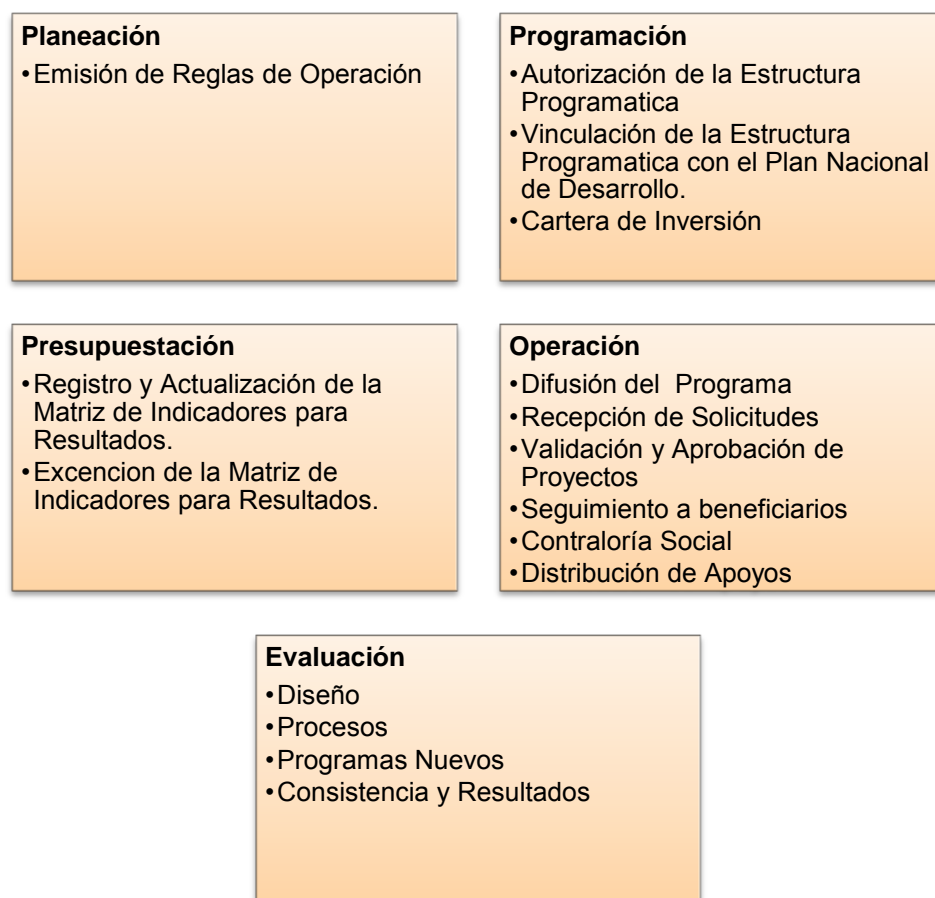 Planeación
•Emisión de Reglas de Operación
Programación
•Autorización de la Estructura
Programatica
•Vinculación de la Estructura
Programatica con el Plan Nacional
de Desarrollo.
•Cartera de Inversión
Presupuestación
•Registro y Actualización de la
Matriz de Indicadores para
Resultados.
•Excencion de la Matriz de
Indicadores para Resultados.
Operación
•Difusión del Programa
•Recepción de Solicitudes
•Validación y Aprobación de
Proyectos
•Seguimiento a beneficiarios
•Contraloría Social
•Distribución de Apoyos
Evaluación
•Diseño
•Procesos
•Programas Nuevos
•Consistencia y Resultados